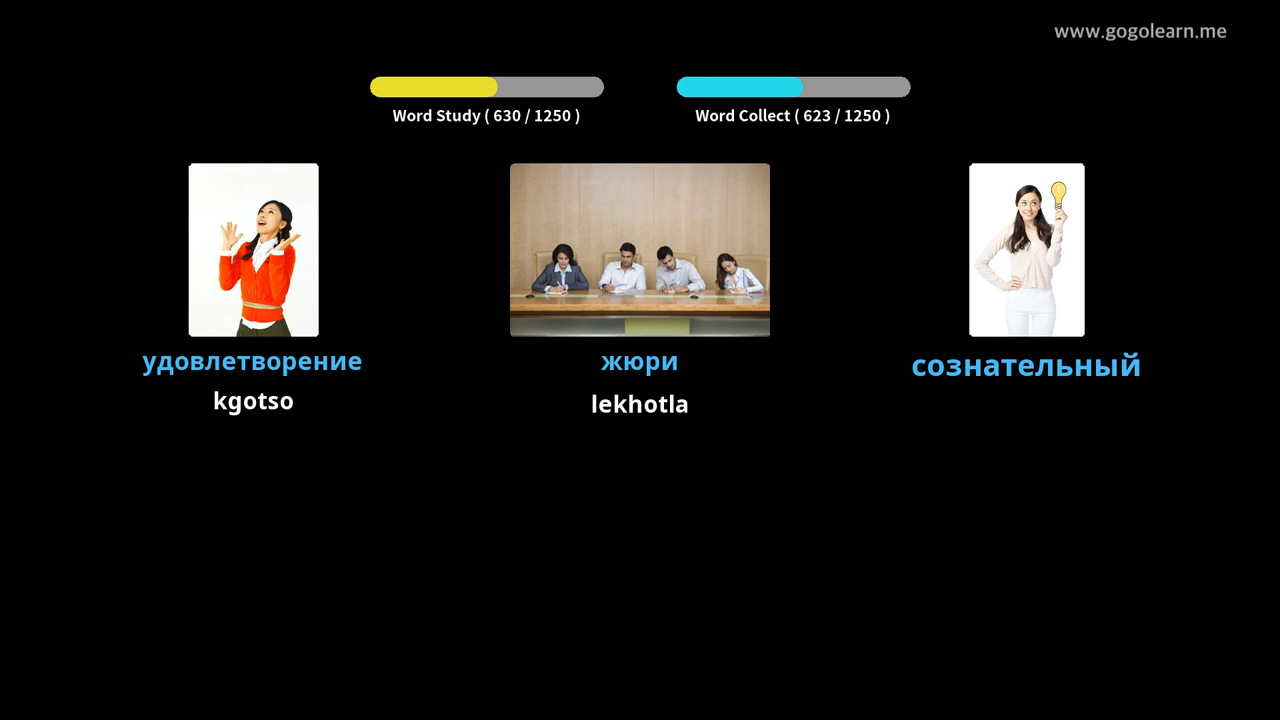 www.gogolearn.me
Word Study ( 630 / 1250 )
Word Collect ( 623 / 1250 )
удовлетворение
kgotso
жюри
lekhotla
сознательный